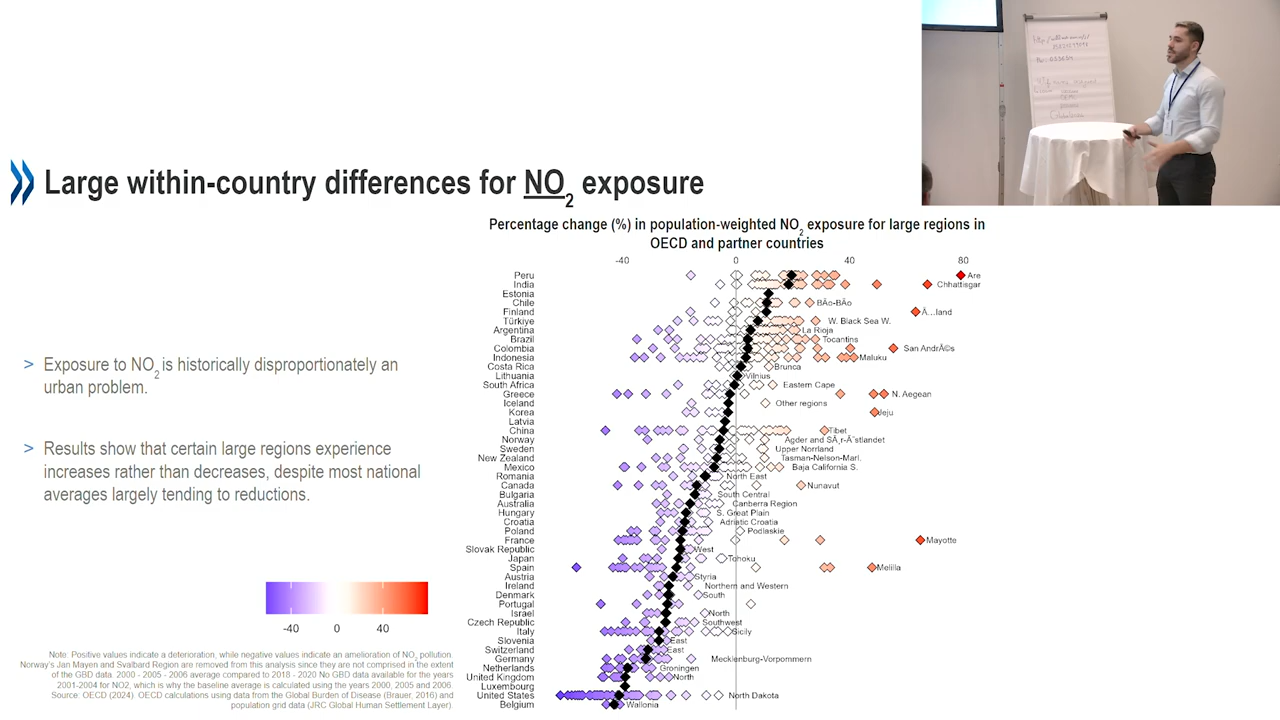 Large within-country differences for NO2 exposure
Percentage change (%) in population-weighted NO2 exposure for large regions in
OECD and partner countries
-40 0 40 80
Peru Are
India Chhattisgar
Estonia
Chile BÃo-BÃo
Finland Ã…land
Türkiye W. Black Sea W.
Argentina La Rioja
Brazil Tocantins
Colombia San AndrÃ©s
Indonesia Maluku
Costa Rica Brunca
Lithuania Vilnius
South Africa Eastern Cape
Greece N. Aegean
Iceland Other regions
Korea Jeju
Latvia
China Tibet
Norway Agder and SÃ¸r-Ã˜stlandet
Sweden Upper Norrland
New Zealand Tasman-Nelson-Marl.
Mexico Baja California S.
Romania North East
Canada Nunavut
Bulgaria South Central
Australia Canberra Region
Hungary S. Great Plain
Croatia Adriatic Croatia
Poland Podlaskie
France Mayotte
Slovak Republic West
Japan Tohoku
Spain Melilla
Austria Styria
Ireland Northern and Western
Denmark South
Portugal
Israel North
Czech Republic Southwest
Italy Sicily
Slovenia East
Switzerland East
Germany Mecklenburg-Vorpommern
Netherlands Groningen
United Kingdom North
Luxembourg
United States North Dakota
Belgium Wallonia
> Exposure to NO2 is historically disproportionately an
urban problem.
> Results show that certain large regions experience
increases rather than decreases, despite most national
averages largely tending to reductions.
-40 0 40
Note: Positive values indicate a deterioration, while negative values indicate an amelioration of NO2 pollution.
Norway's Jan Mayen and Svalbard Region are removed from this analysis since they are not comprised in the extent
of the GBD data. 2000 - 2005 - 2006 average compared to 2018 - 2020 No GBD data available for the years
2001-2004 for NO2, which is why the baseline average is calculated using the years 2000, 2005 and 2006.
Source: OECD (2024). OECD calculations using data from the Global Burden of Disease (Brauer, 2016) and
population grid data (JRC Global Human Settlement Layer).